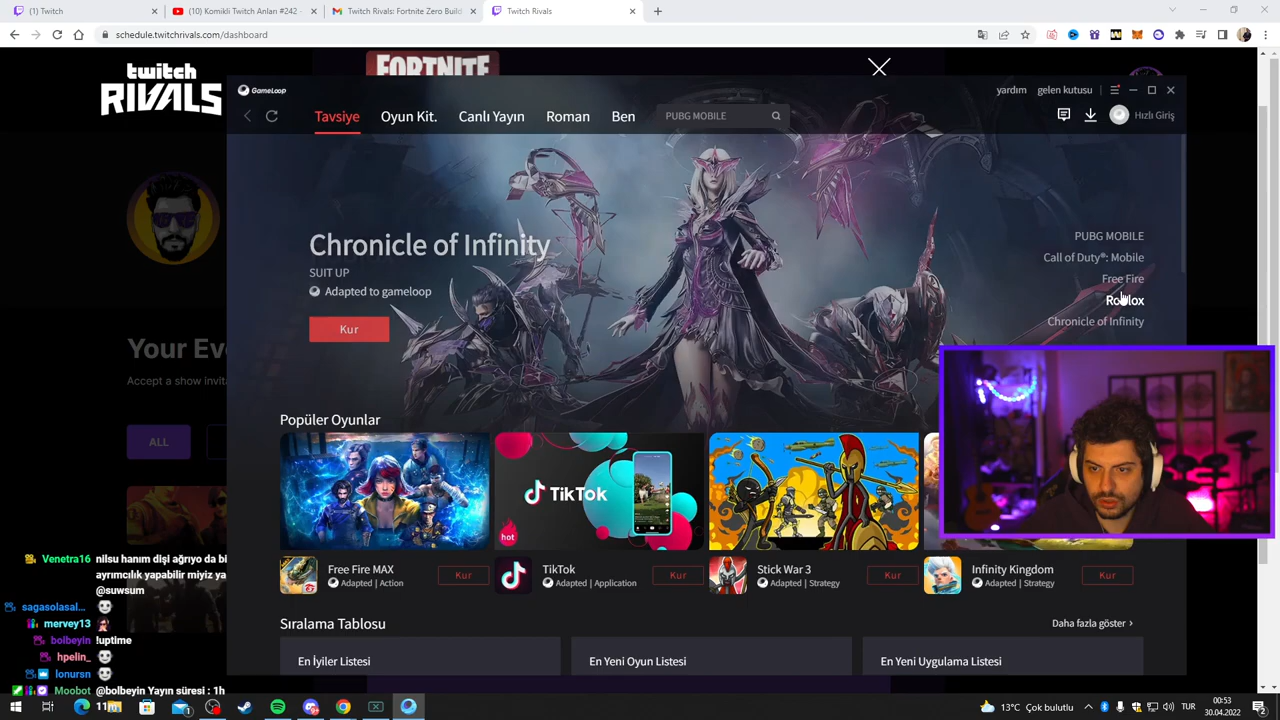 (1) Twitch
(10) Komikli Twitch Anları #242 -
Twitch Rivals: Fortnite Zero Build
Twitch Rivals
schedule.twitchrivals.com/dashboard
twitch
RIVALS
FORTNITE
GameLoop
yardım
gelen kutusu
Tavsiye
Oyun Kit.
Canlı Yayın
Roman
Ben
PUBG MOBILE
Hızlı Giriş
Chronicle of Infinity
SUIT UP
Adapted to gameloop
Kur
PUBG MOBILE
Call of Duty®: Mobile
Free Fire
Roblox
Chronicle of Infinity
Your Eve
Accept a show invita
ALL
Popüler Oyunlar
TikTok
hot
Free Fire MAX
Adapted | Action
Kur
TikTok
Adapted | Application
Kur
Stick War 3
Adapted | Strategy
Kur
Infinity Kingdom
Adapted | Strategy
Kur
Sıralama Tablosu
Daha fazla göster
En İyiler Listesi
En Yeni Oyun Listesi
En Yeni Uygulama Listesi
Venetra16 nilsu hanım dişi ağrıyo da bi
ayrımcılık yapabilir miyiz ya
@suwsum
sagasolasal...
mervey13
bolbeyin !uptime
hpelin_
lonursn
Moobot @bolbeyin Yayın süresi : 1h
11
13°C Çok bulutlu
TUR
00:53
30.04.2022